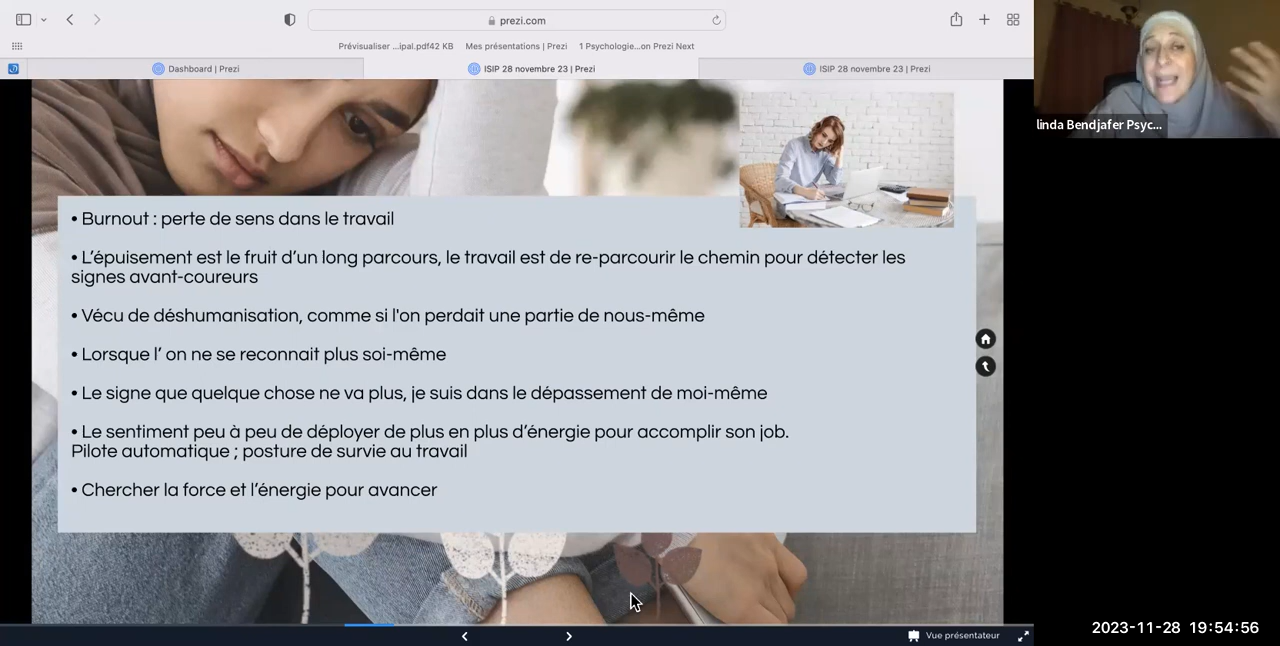 prezi.com
Prévisualiser ...ipal.pdf42 KB Mes présentations | Prezi 1 Psychologie...on Prezi Next
Dashboard | Prezi ISIP 28 novembre 23 | Prezi ISIP 28 novembre 23 | Prezi
linda Bendjafer Psyc...
• Burnout : perte de sens dans le travail
• L'épuisement est le fruit d'un long parcours, le travail est de re-parcourir le chemin pour détecter les
signes avant-coureurs
• Vécu de déshumanisation, comme si l'on perdait une partie de nous-même
• Lorsque l' on ne se reconnait plus soi-même
• Le signe que quelque chose ne va plus, je suis dans le dépassement de moi-même
• Le sentiment peu à peu de déployer de plus en plus d'énergie pour accomplir son job.
Pilote automatique ; posture de survie au travail
• Chercher la force et l'énergie pour avancer
Vue présentateur
2023-11-28 19:54:56